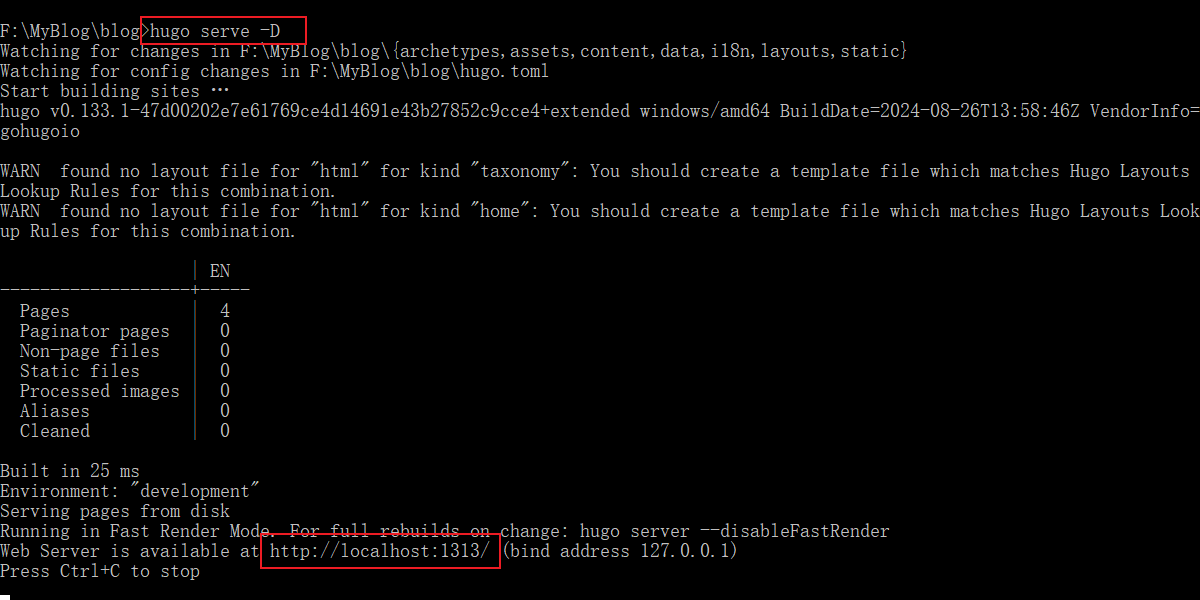 F:\MyBlog\blog>hugo serve -D
Watching for changes in F:\MyBlog\blog\{archetypes,assets,content,data,i18n,layouts,static}
Watching for config changes in F:\MyBlog\blog\hugo.toml
Start building sites …
hugo v0.133.1-47d00202e7e61769ce4d14691e43b27852c9cce4+extended windows/amd64 BuildDate=2024-08-26T13:58:46Z VendorInfo=
gohugoio
WARN  found no layout file for "html" for kind "taxonomy": You should create a template file which matches Hugo Layouts
Lookup Rules for this combination.
WARN  found no layout file for "html" for kind "home": You should create a template file which matches Hugo Layouts Look
up Rules for this combination.
                   | EN
-------------------+-----
  Pages            |  4
  Paginator pages  |  0
  Non-page files   |  0
  Static files     |  0
  Processed images |  0
  Aliases          |  0
  Cleaned          |  0
Built in 25 ms
Environment: "development"
Serving pages from disk
Running in Fast Render Mode. For full rebuilds on change: hugo server --disableFastRender
Web Server is available at http://localhost:1313/ (bind address 127.0.0.1)
Press Ctrl+C to stop